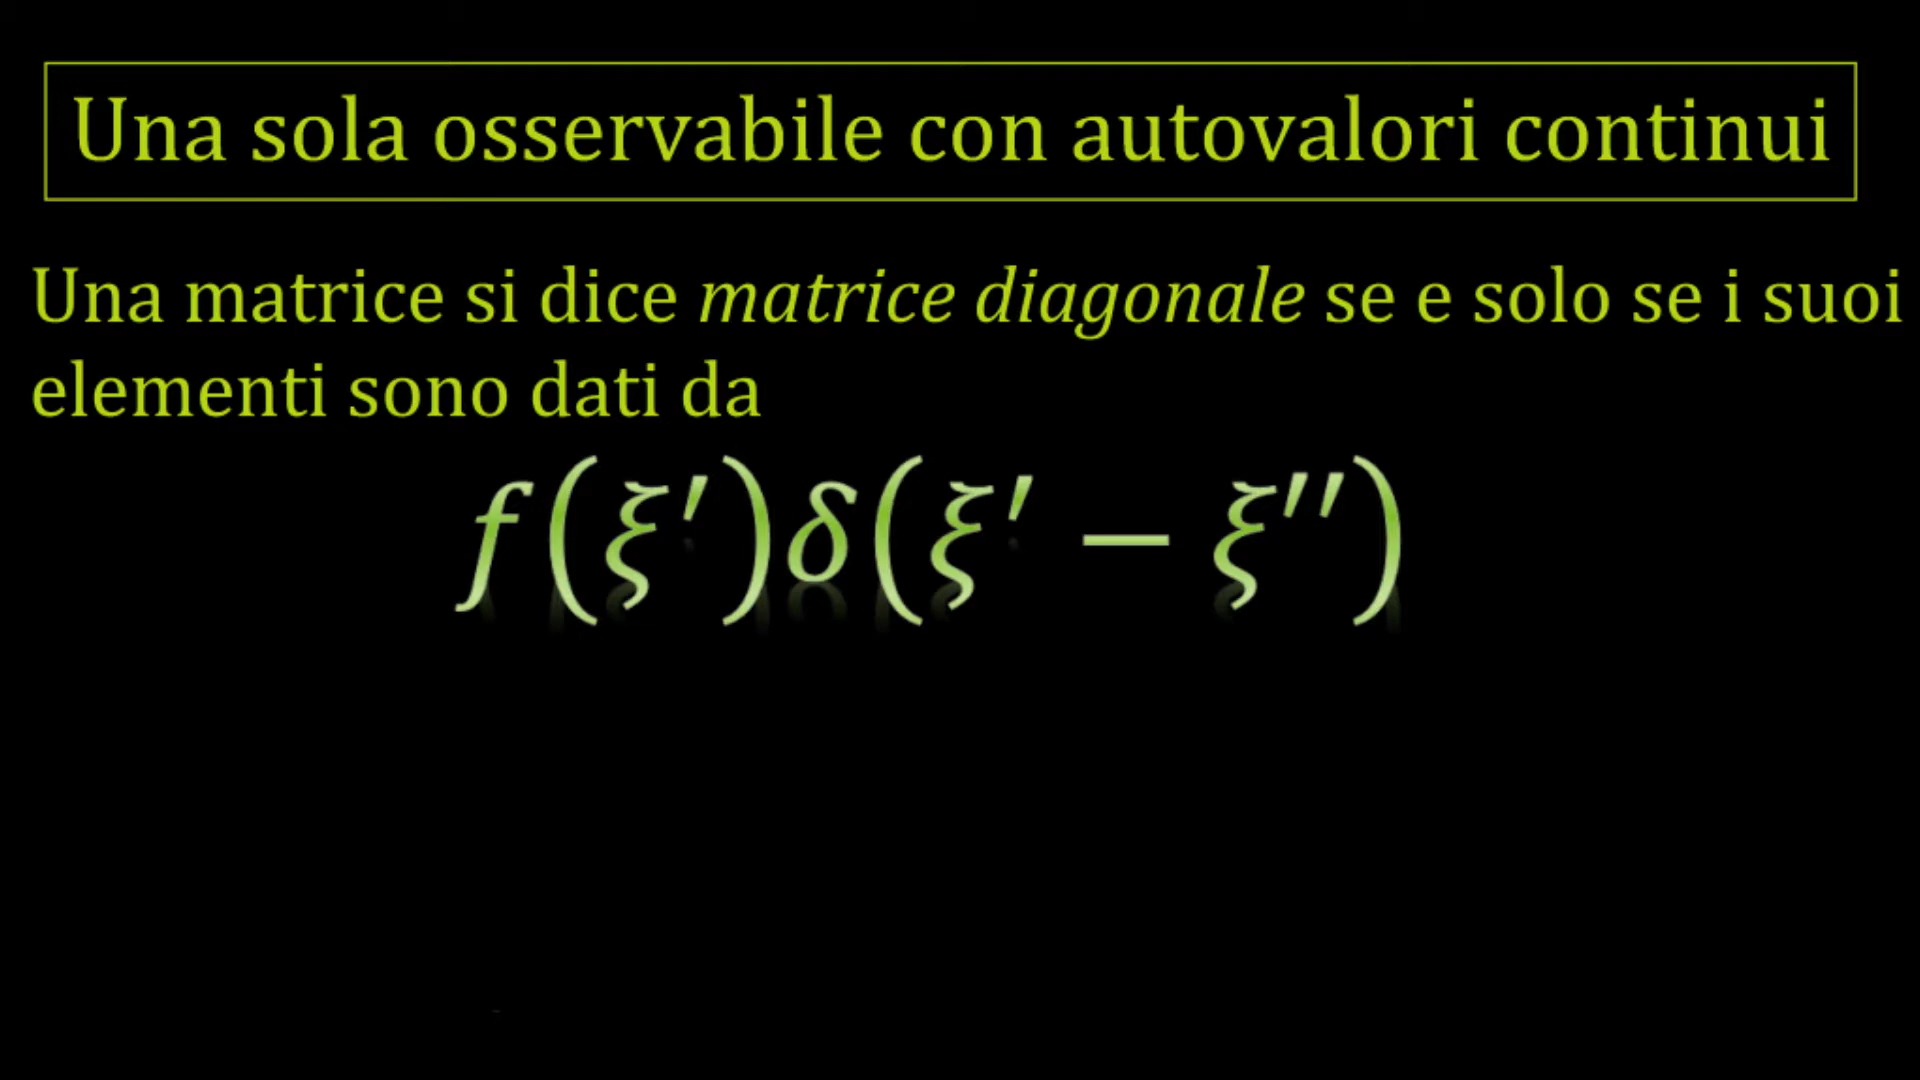 Una sola osservabile con autovalori continui
Una matrice si dice matrice diagonale se e solo se i suoi
elementi sono dati da
f(ξ′)δ(ξ′ − ξ′′)